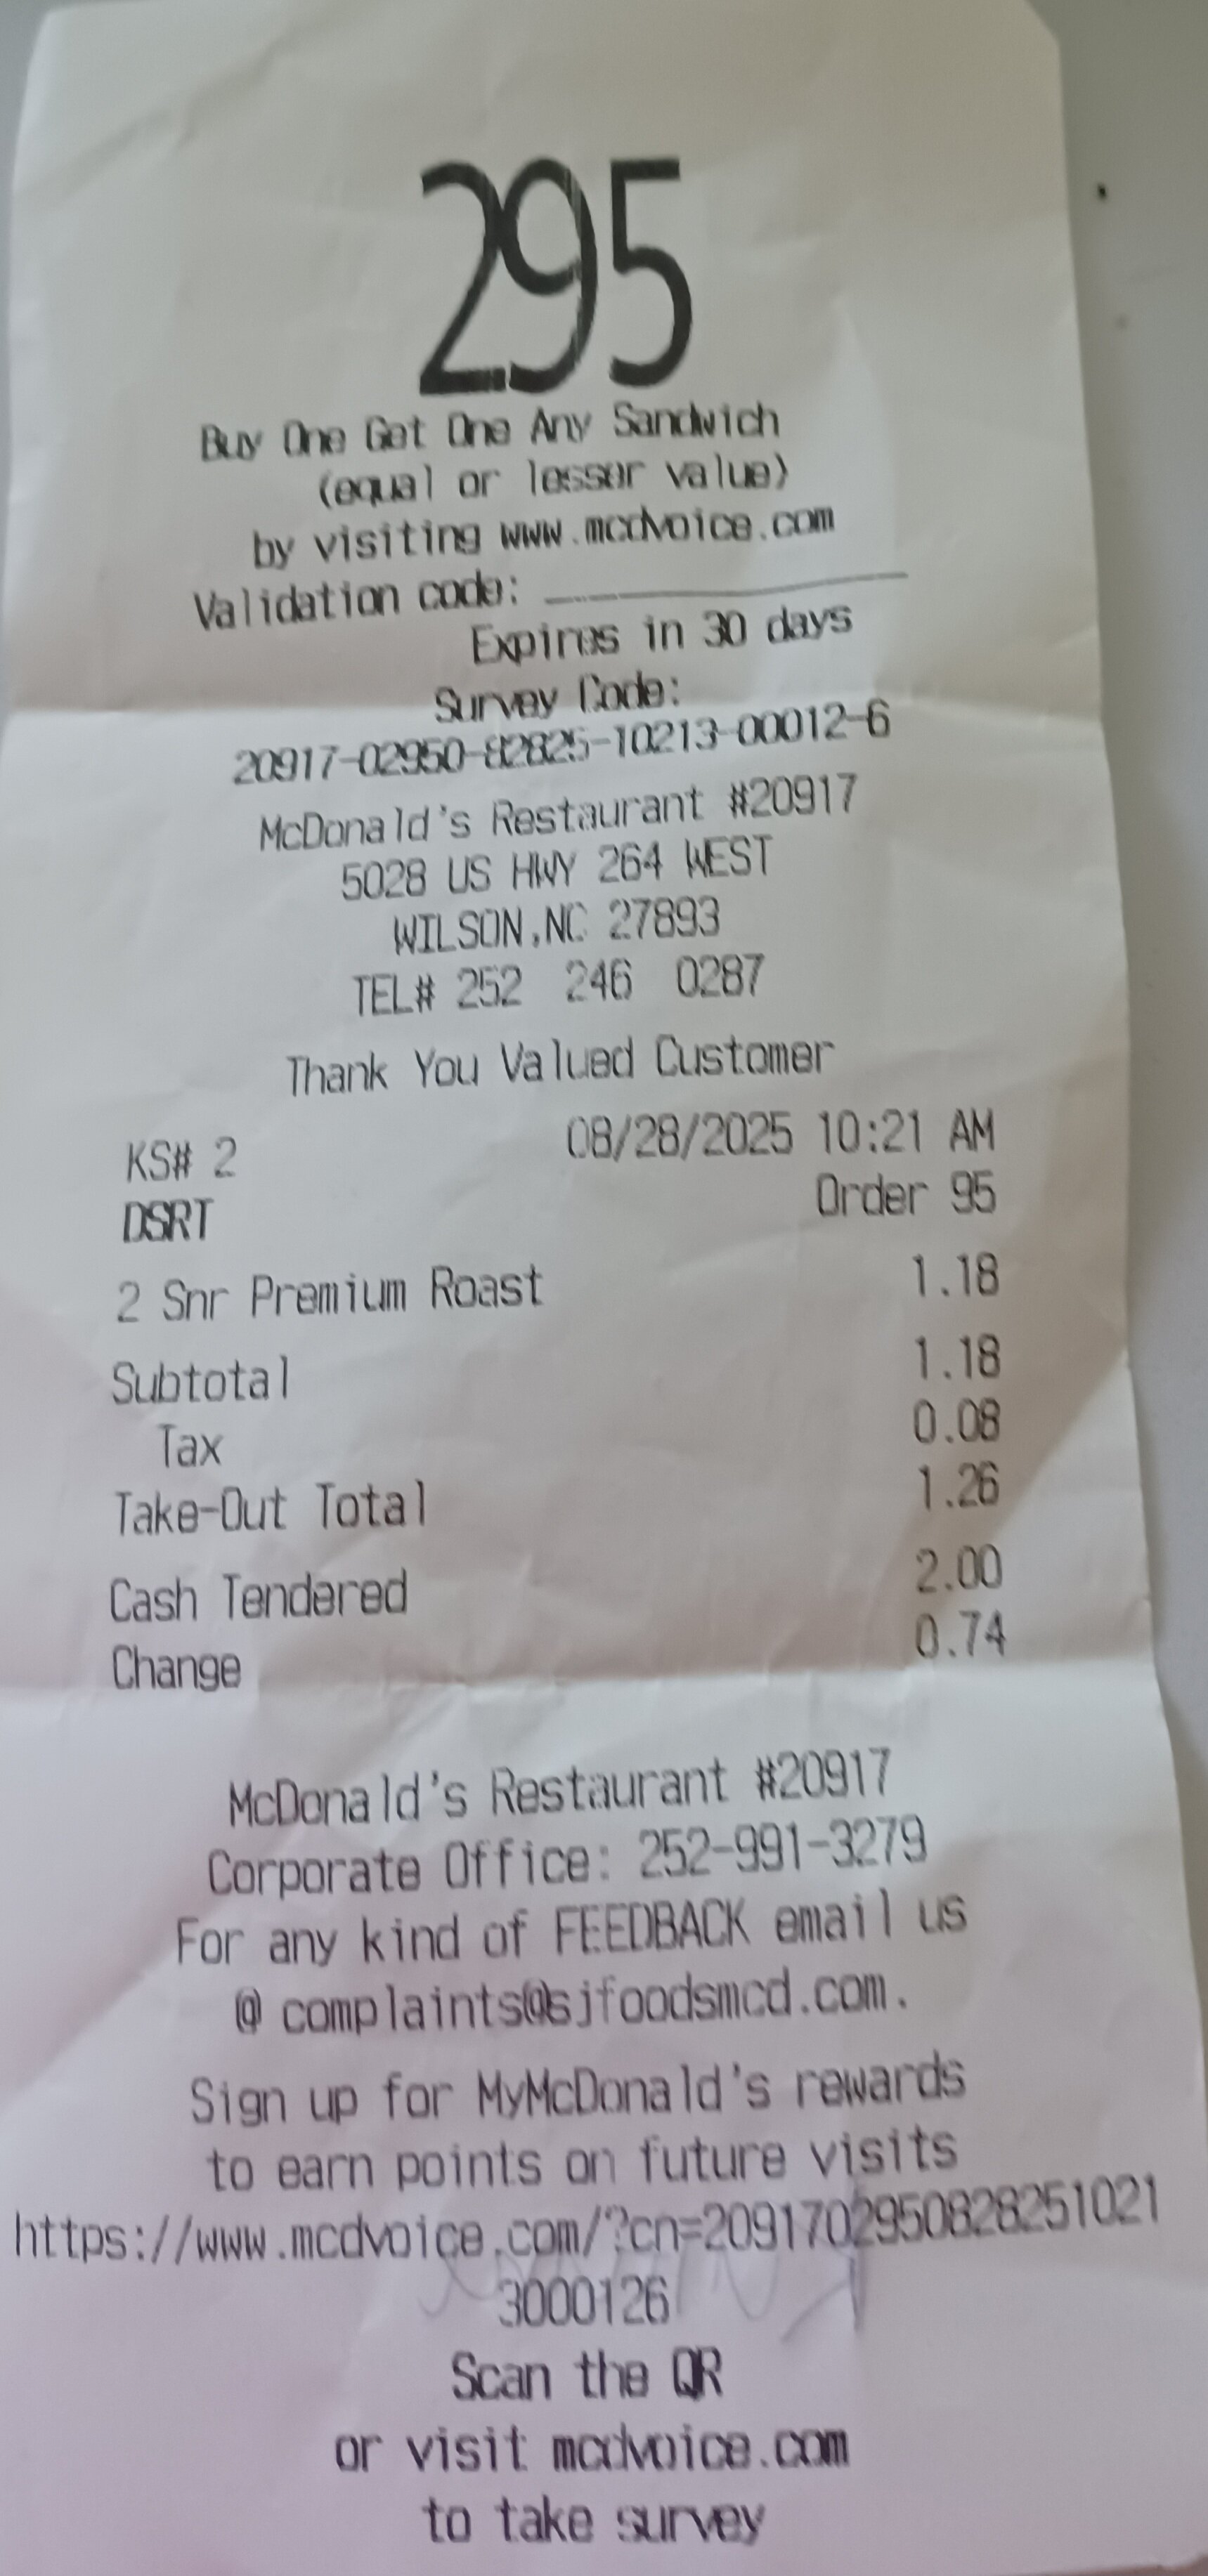 295
Buy One Get One Any Sandwich
(equal or lesser value)
by visiting www.mcdvoice.com
Validation code: ____________
Expires in 30 days
Survey Code:
20917-02950-82825-10213-00012-6
McDonald's Restaurant #20917
5028 US HWY 264 WEST
WILSON,NC 27893
TEL# 252 246 0287
Thank You Valued Customer
KS# 2 08/28/2025 10:21 AM
DSRT Order 95
2 Snr Premium Roast 1.18
Subtotal 1.18
Tax 0.08
Take-Out Total 1.26
Cash Tendered 2.00
Change 0.74
McDonald's Restaurant #20917
Corporate Office: 252-991-3279
For any kind of FEEDBACK email us
@ complaints@sjfoodsmcd.com.
Sign up for MyMcDonald's rewards
to earn points on future visits
https://www.mcdvoice.com/?cn=2091702950828251021
3000126
Scan the QR
or visit mcdvoice.com
to take survey